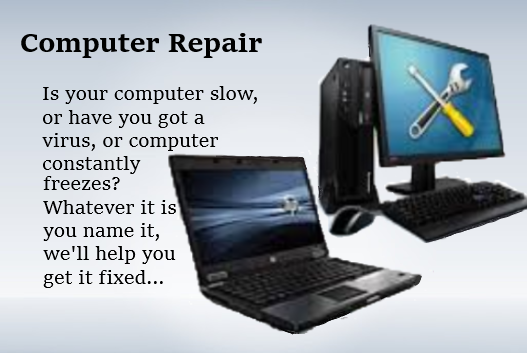 Computer Repair
Is your computer slow,
or have you got a
virus, or computer
constantly
freezes?
Whatever it is
you name it,
we'll help you
get it fixed...